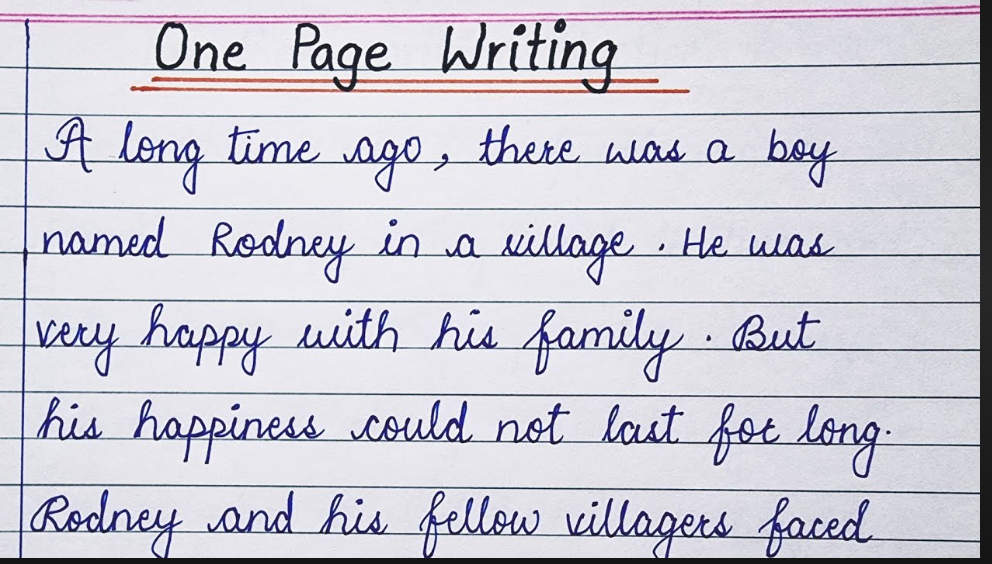 One Page Writing
A long time ago, there was a boy
named Rodney in a village. He was
very happy with his family. But
his happiness could not last for long.
Rodney and his fellow villagers faced